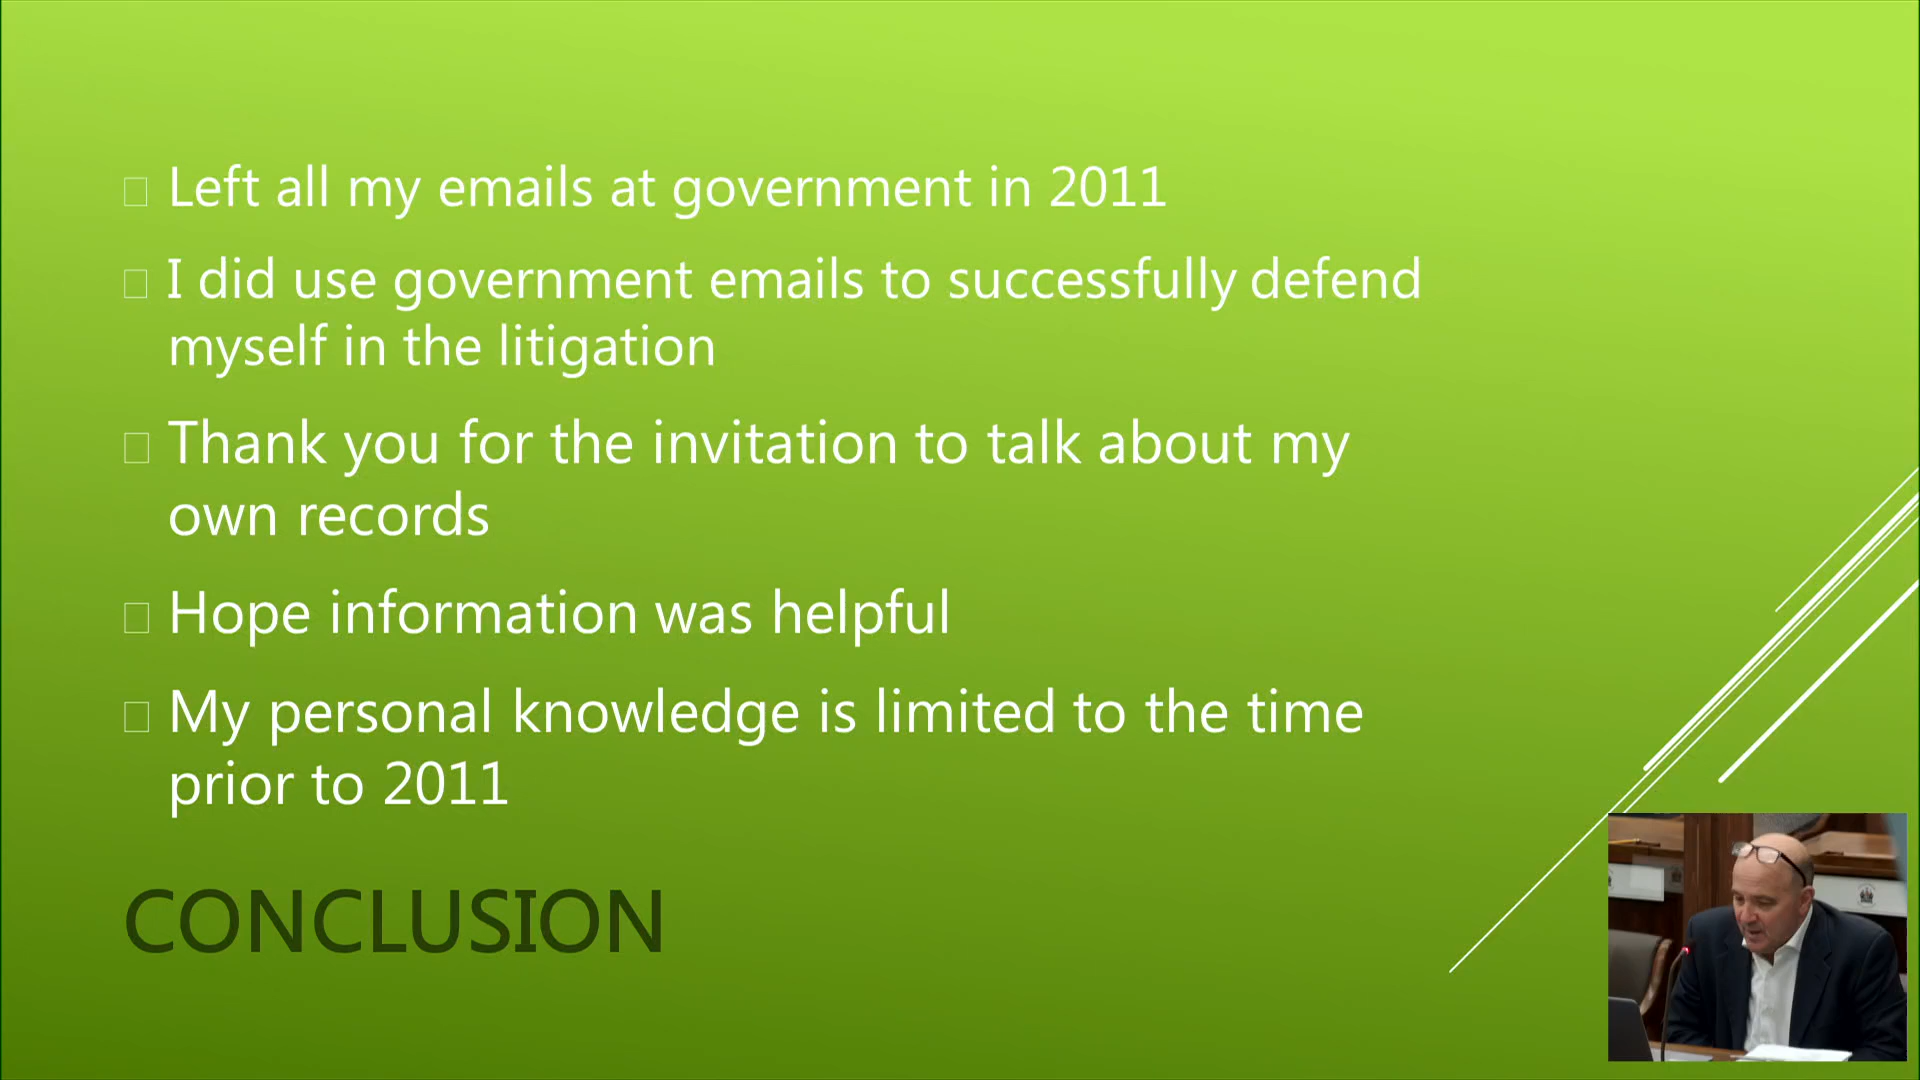 Left all my emails at government in 2011
I did use government emails to successfully defend
myself in the litigation
Thank you for the invitation to talk about my
own records
Hope information was helpful
My personal knowledge is limited to the time
prior to 2011
CONCLUSION